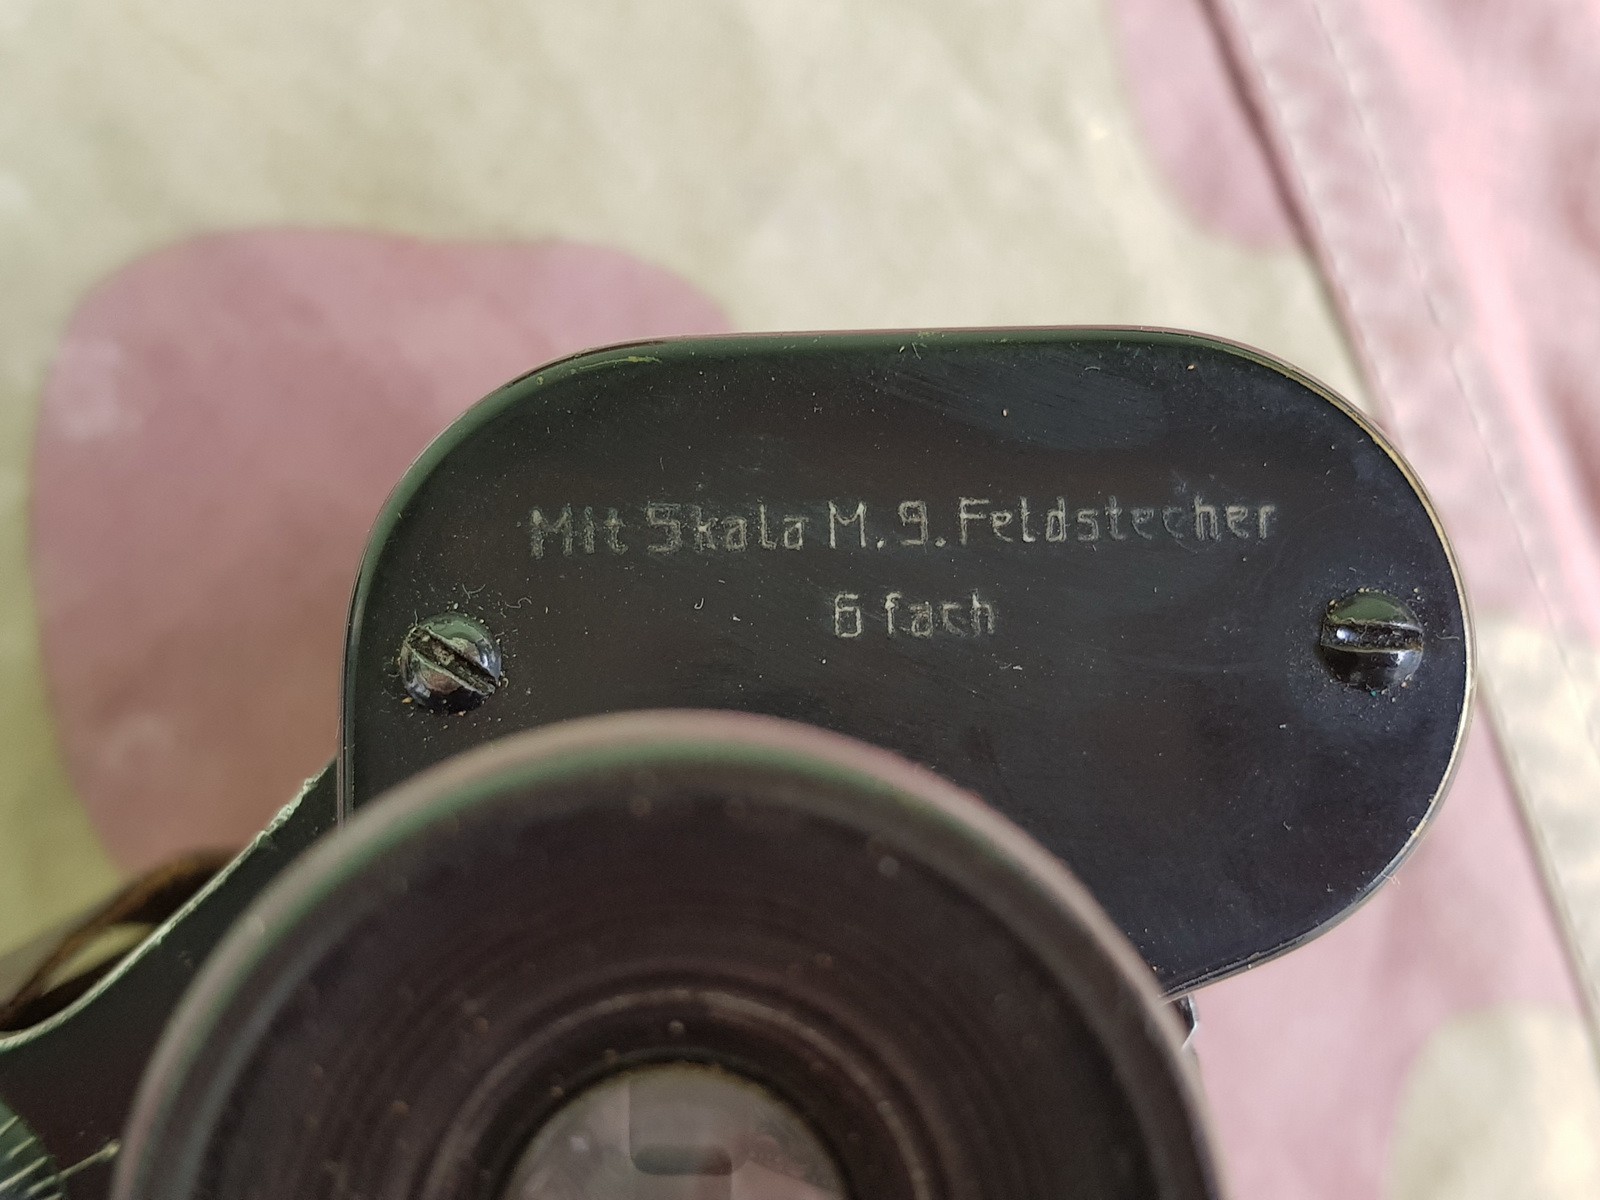 Mit Skala M. 9. Feldstecher
6 fach